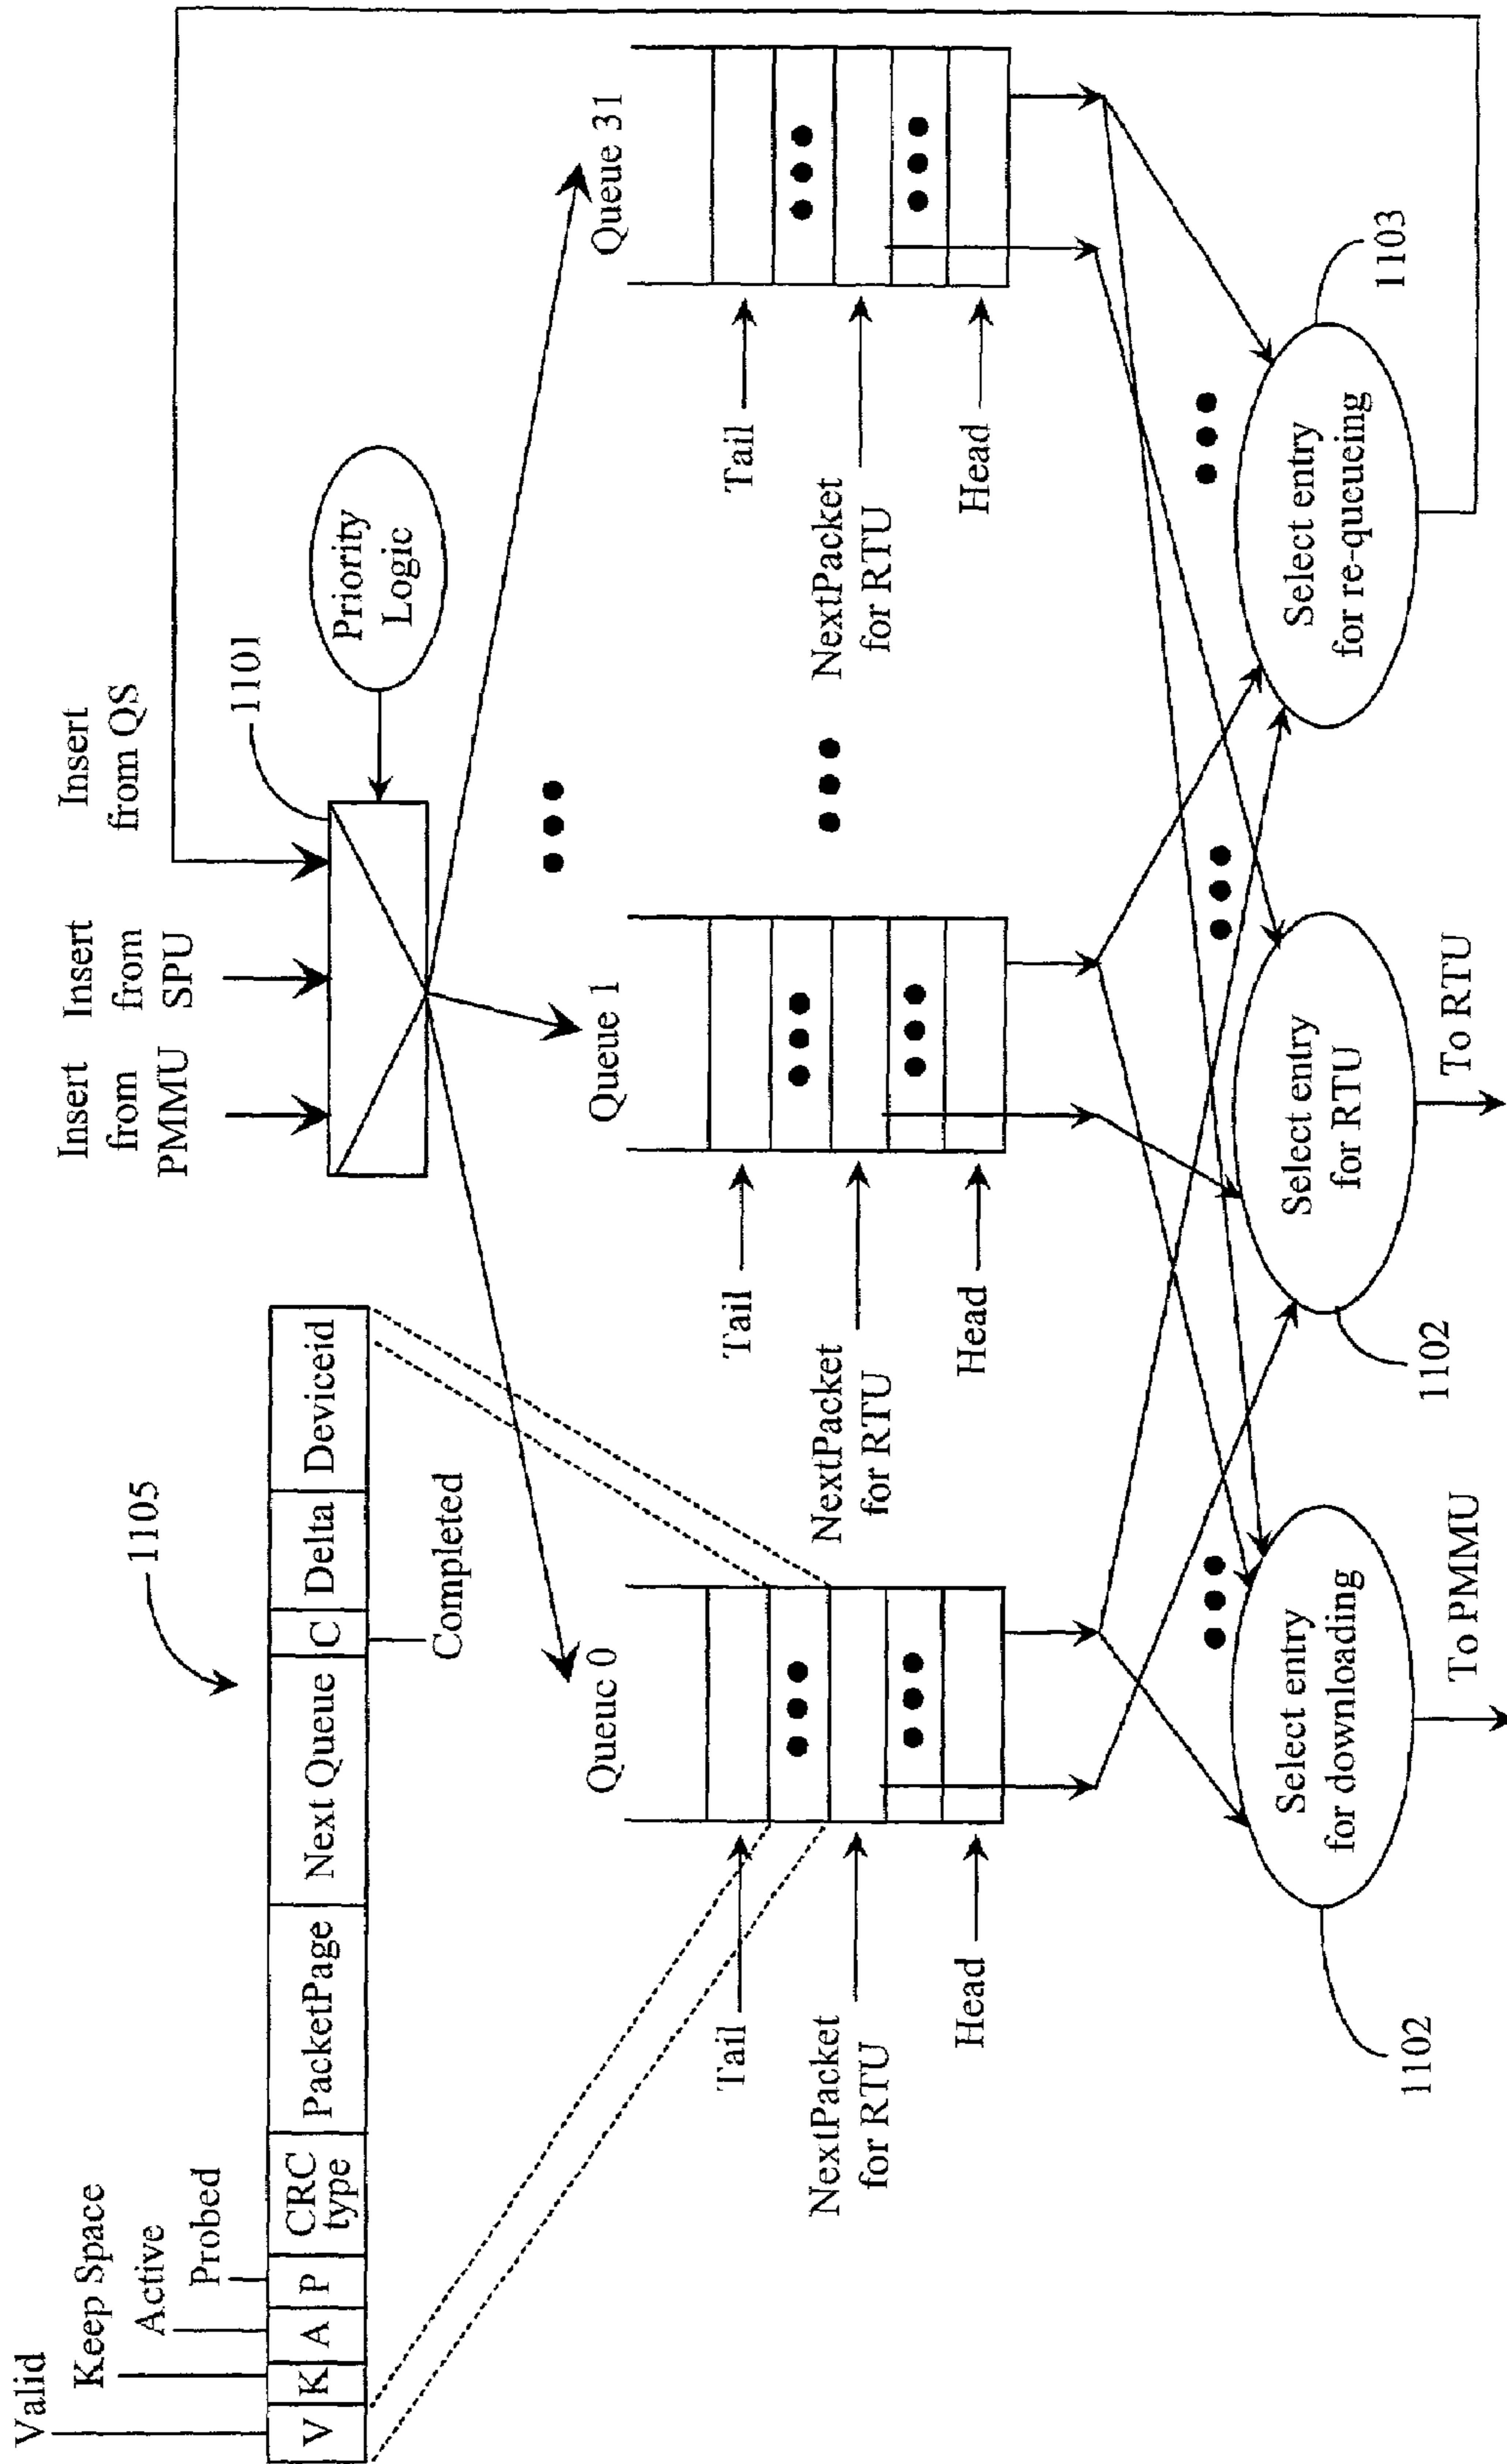 Valid
Keep Space
Active
Probed
V
K
A
P
CRC
type
PacketPage
Next Queue
C
Delta
Deviceid
Completed
1105
Insert
from
PMMU
Insert
from
SPU
Insert
from QS
1101
Priority
Logic
Queue 0
Tail
NextPacket
for RTU
Head
Queue 1
Tail
NextPacket
for RTU
Head
Queue 31
Tail
NextPacket
for RTU
Head
Select entry
for downloading
1102
To PMMU
Select entry
for RTU
1102
To RTU
Select entry
for re-queueing
1103